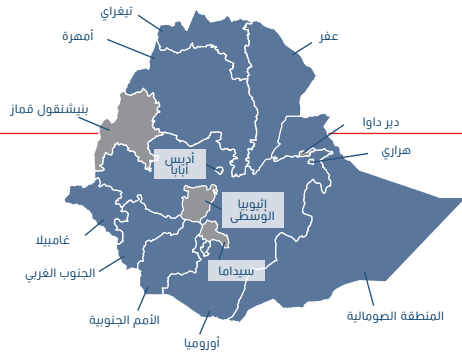 تيغراي
أمهرة
عفر
بنيشنقول قماز
دير داوا
هراري
أديس
أبابا
إثيوبيا
الوسطى
غامبيلا
سيداما
الجنوب الغربي
المنطقة الصومالية
الأمم الجنوبية
أوروميا